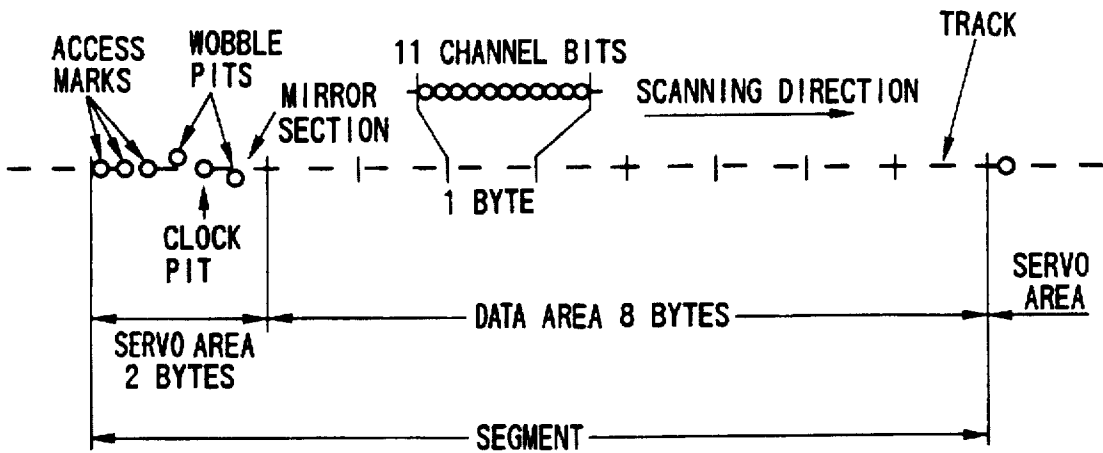 TRACK
ACCESS
MARKS
WOBBLE
PITS
11 CHANNEL BITS
MIRROR
SECTION
SCANNING DIRECTION
1 BYTE
CLOCK
PIT
SERVO
AREA
DATA AREA 8 BYTES
SERVO AREA
2 BYTES
SEGMENT